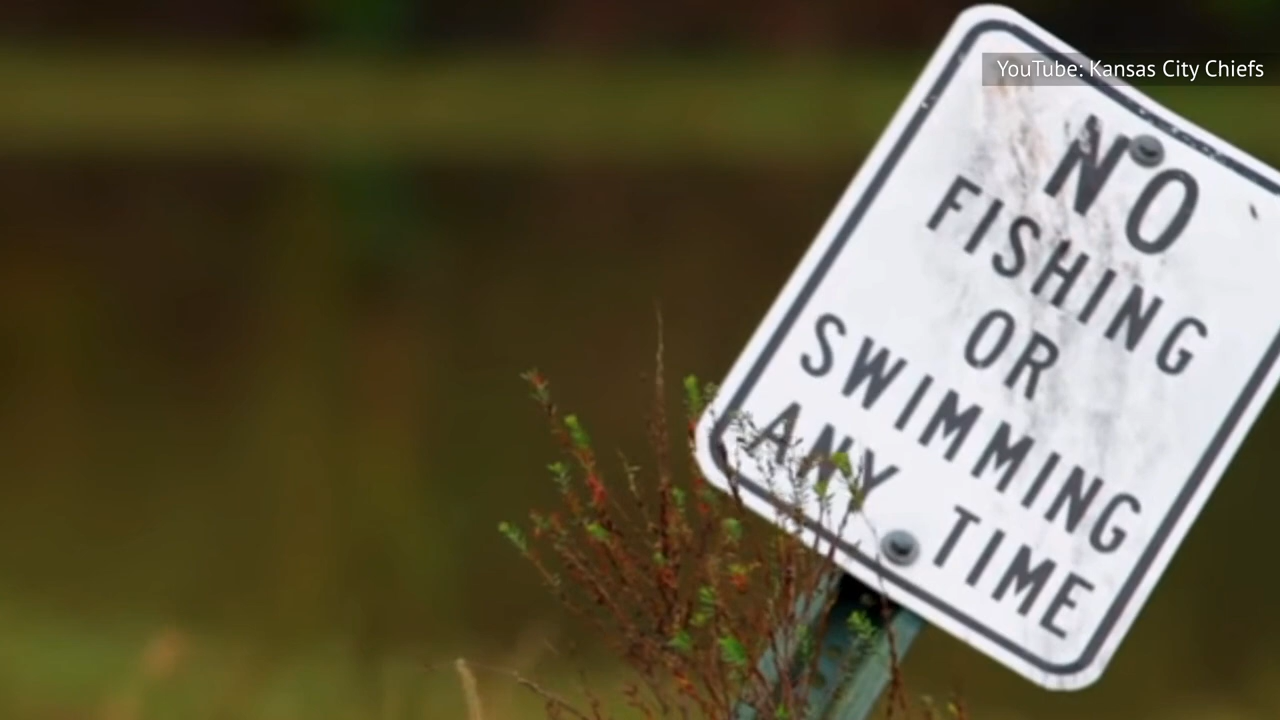 YouTube: Kansas City Chiefs
NO
FISHING
OR
SWIMMING
ANY TIME